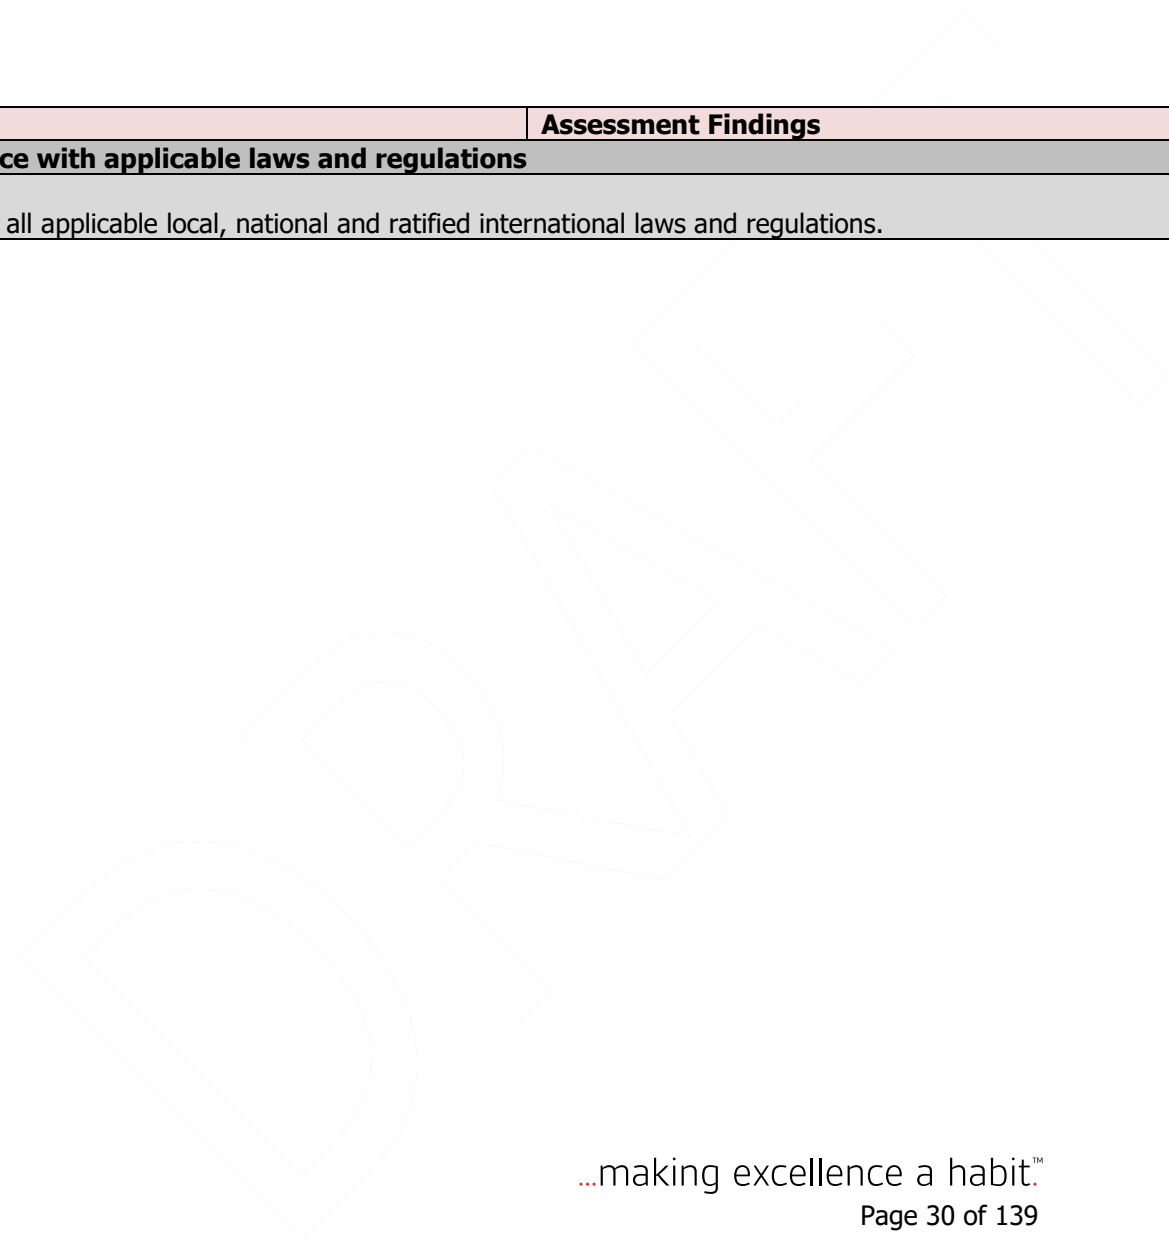 Assessment Findings
ce with applicable laws and regulations
all applicable local, national and ratified international laws and regulations.
DRAFT
...making excellence a habit.™
Page 30 of 139